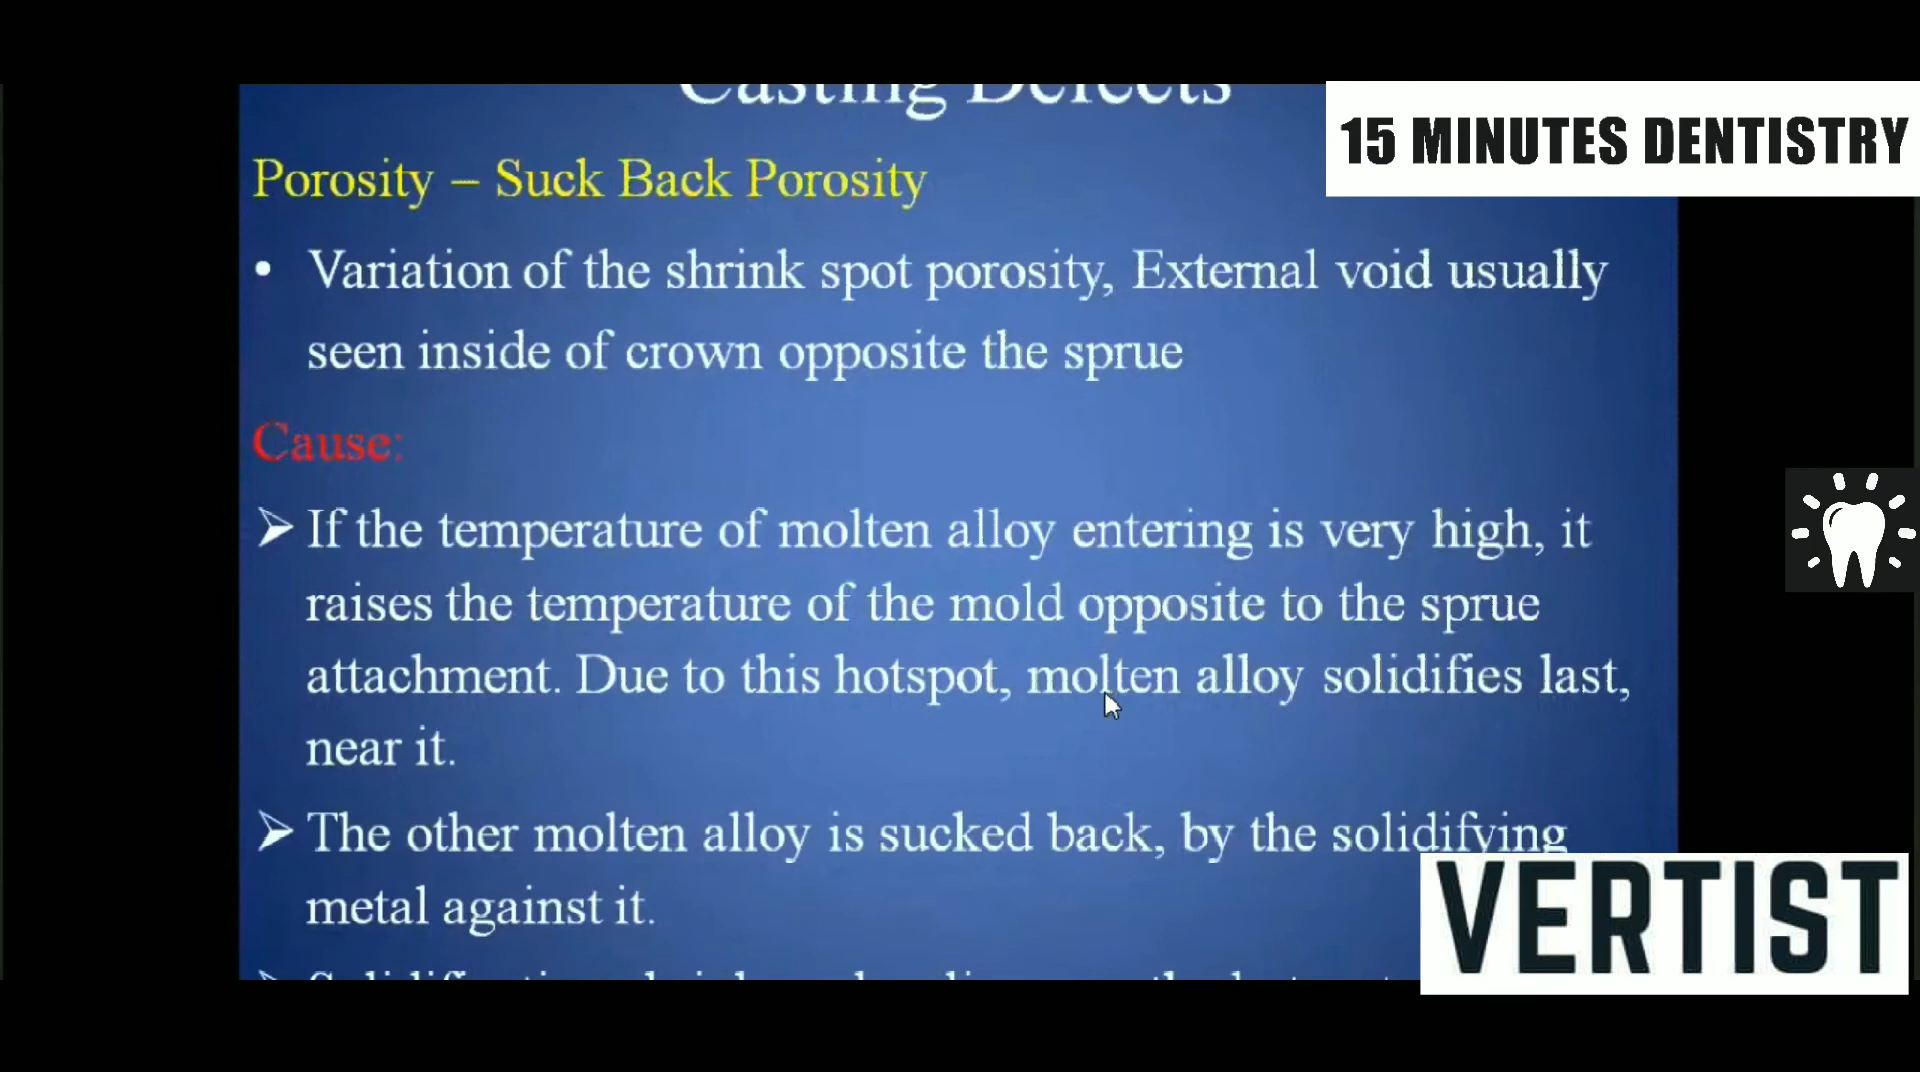 Casting Defects
15 MINUTES DENTISTRY
Porosity – Suck Back Porosity
• Variation of the shrink spot porosity, External void usually
seen inside of crown opposite the sprue
Cause:
➢ If the temperature of molten alloy entering is very high, it
raises the temperature of the mold opposite to the sprue
attachment. Due to this hotspot, molten alloy solidifies last,
near it.
➢ The other molten alloy is sucked back, by the solidifying
metal against it.
VERTIST